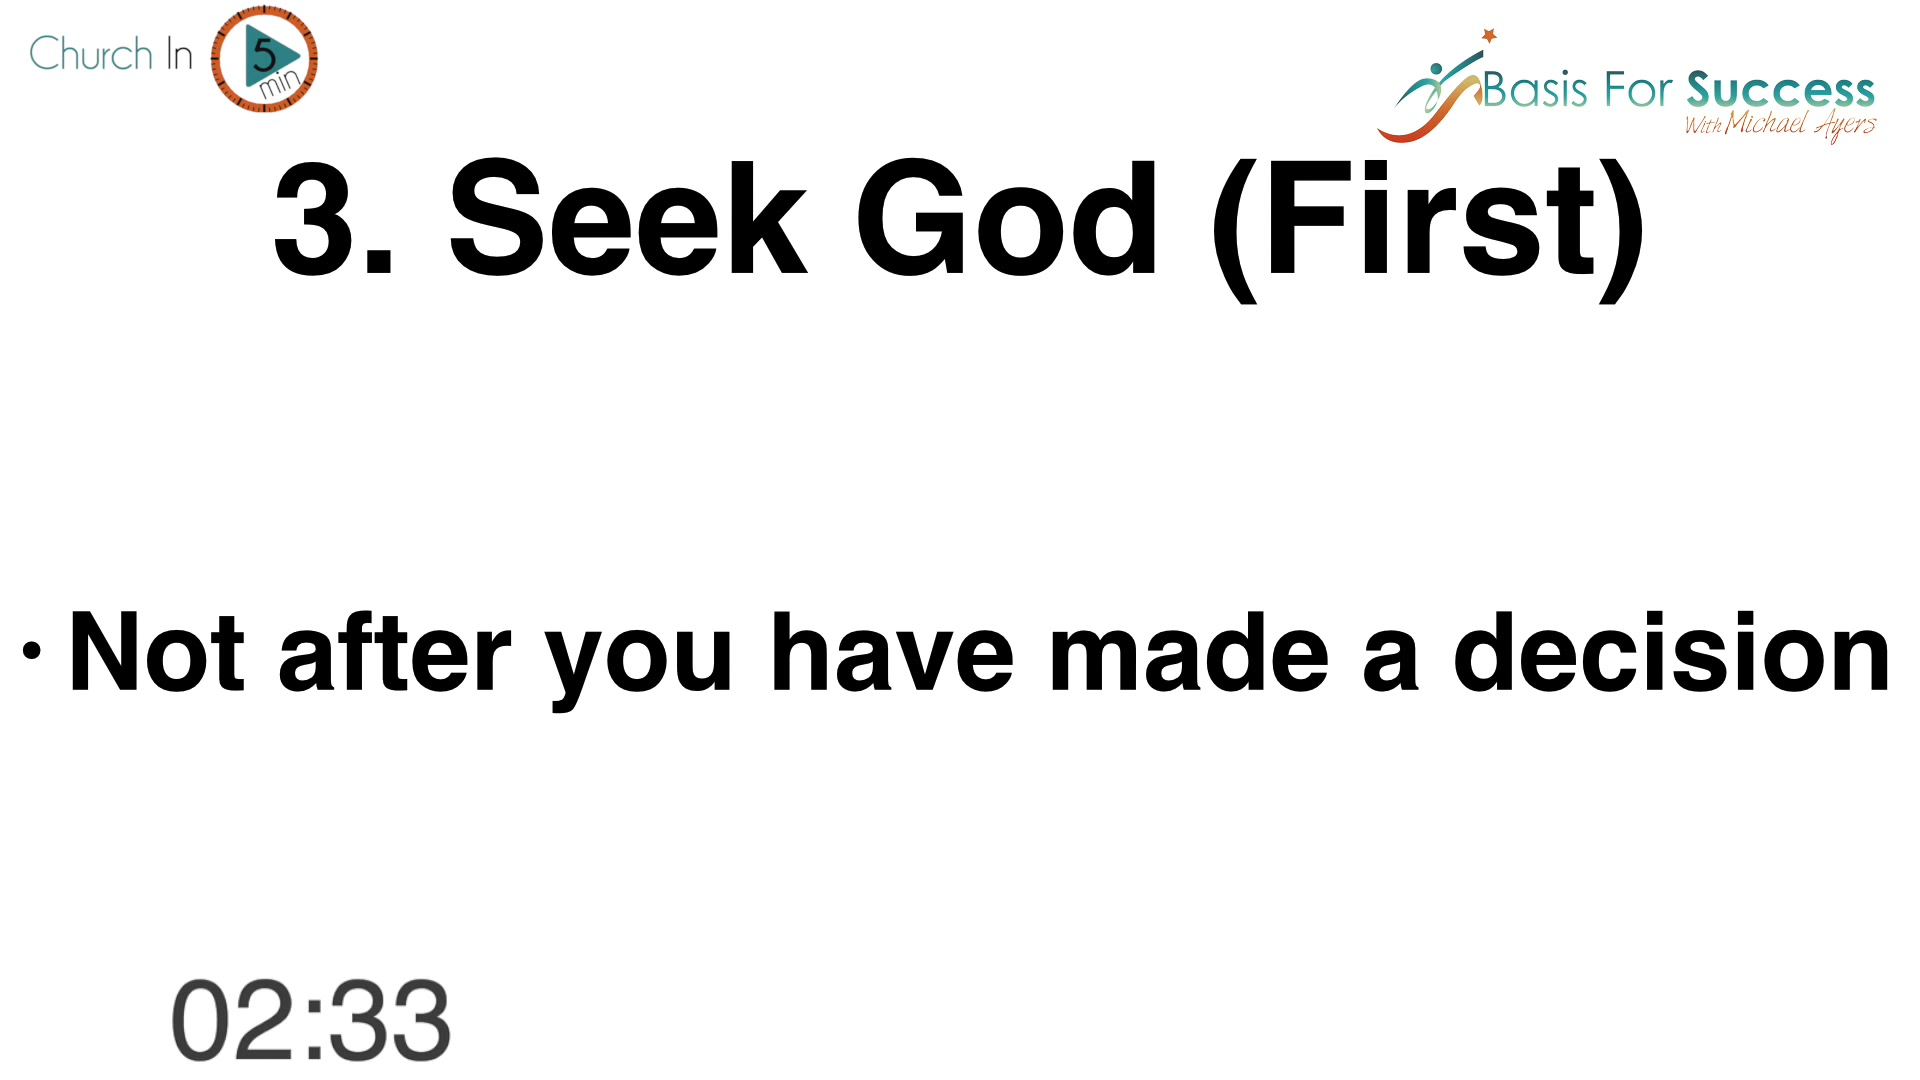 Church In 5 min
Basis For Success
With Michael Ayers
3. Seek God (First)
• Not after you have made a decision
02:33